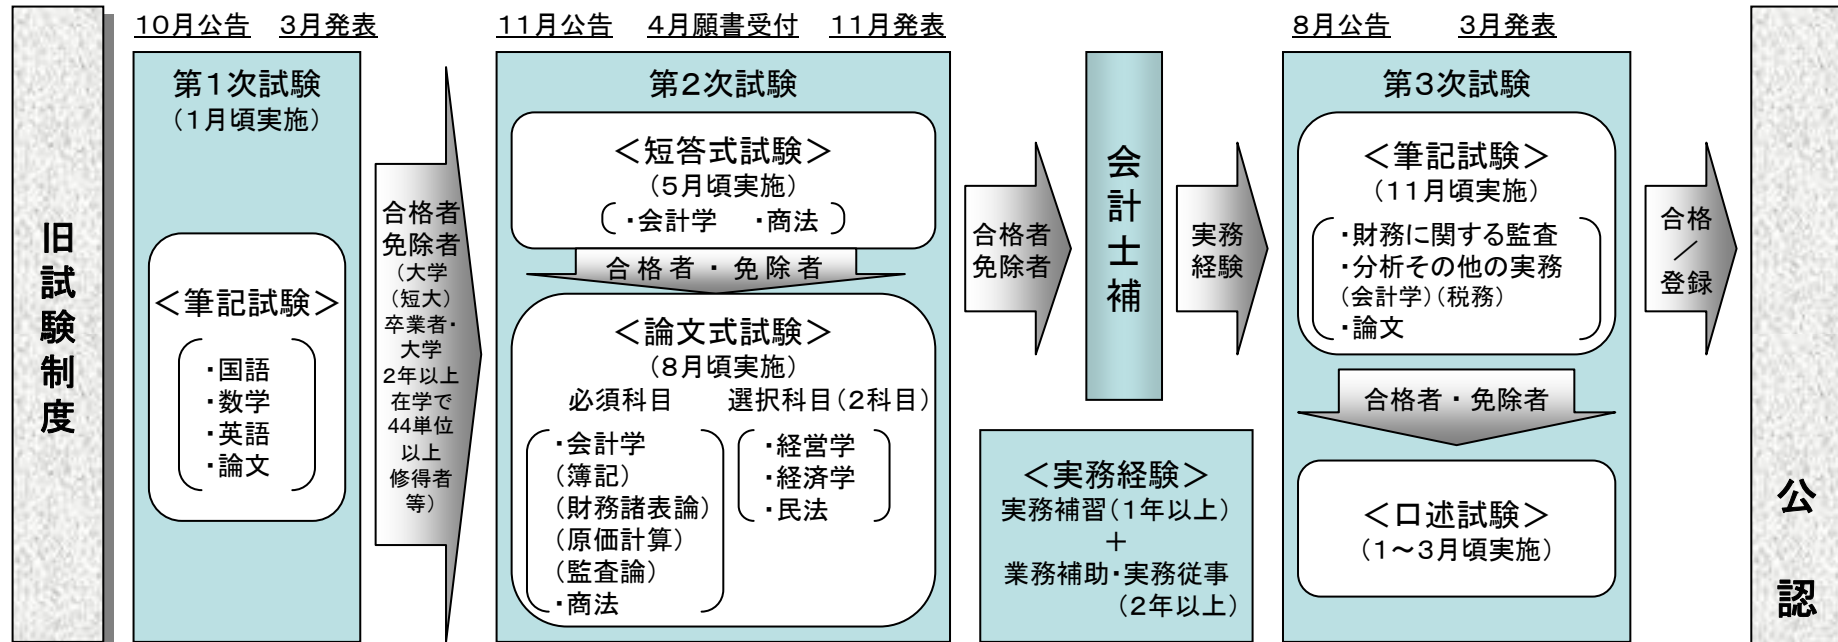 旧試験制度
10月公告 3月発表
第1次試験
(1月頃実施)
＜筆記試験＞
・国語
・数学
・英語
・論文
合格者
免除者
(大学
(短大)
卒業者・
大学
2年以上
在学で
44単位
以上
修得者
等)
11月公告 4月願書受付 11月発表
第2次試験
＜短答式試験＞
(5月頃実施)
・会計学 ・商法
合格者・免除者
＜論文式試験＞
(8月頃実施)
必須科目 選択科目(2科目)
・会計学
(簿記)
(財務諸表論)
(原価計算)
(監査論)
・商法
・経営学
・経済学
・民法
合格者
免除者
会計士補
実務
経験
＜実務経験＞
実務補習(1年以上)
＋
業務補助・実務従事
(2年以上)
8月公告 3月発表
第3次試験
＜筆記試験＞
(11月頃実施)
・財務に関する監査
・分析その他の実務
(会計学)(税務)
・論文
合格者・免除者
＜口述試験＞
(1～3月頃実施)
合格
／
登録
公認